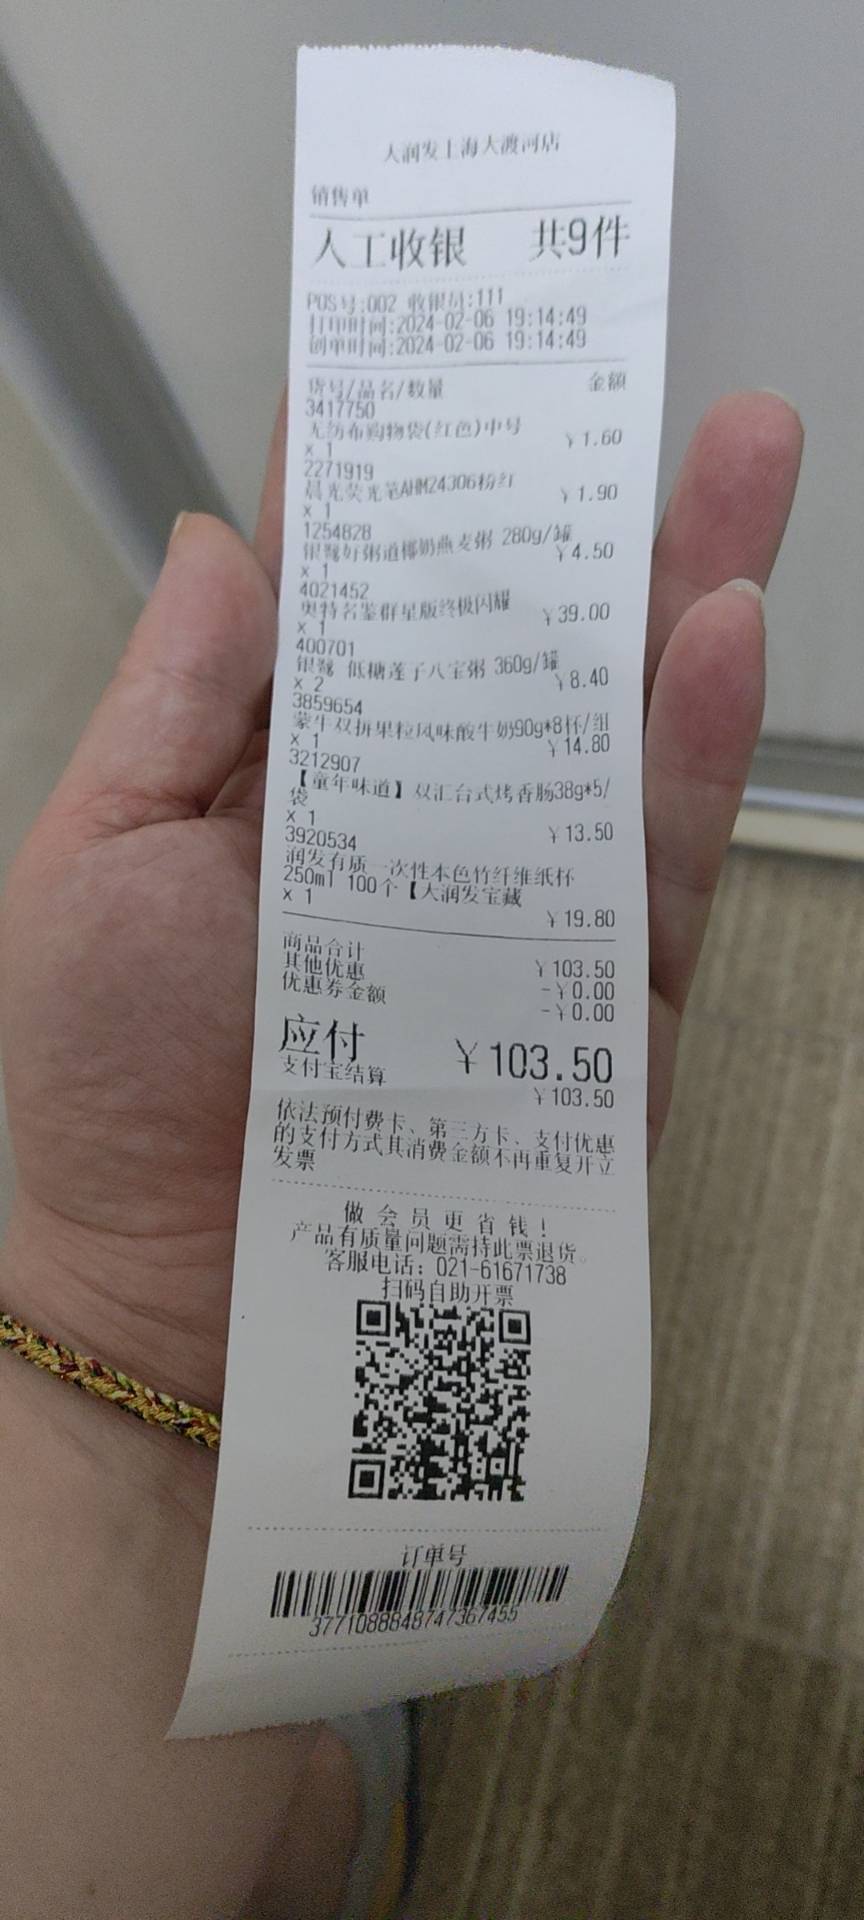 大润发上海大渡河店
销售单
人工收银 共9件
POS号:002 收银员:111
打印时间:2024-02-06 19:14:49
创单时间:2024-02-06 19:14:49
货号/品名/数量 金额
3417750
无纺布购物袋(红色)中号
x 1 ￥1.60
2271919
晨光荧光笔AHM24306粉红
x 1 ￥1.90
1254828
银鹭好粥道椰奶燕麦粥 280g/罐
x 1 ￥4.50
4021452
奥特名鉴群星版终极闪耀
x 1 ￥39.00
400701
银鹭 低糖莲子八宝粥 360g/罐
x 2 ￥8.40
3859654
蒙牛双拼果粒风味酸牛奶90g*8杯/组
x 1 ￥14.80
3212907
【童年味道】双汇台式烤香肠38g*5/
袋
x 1 ￥13.50
3920534
润发有质一次性本色竹纤维纸杯
250ml 100个【大润发宝藏
x 1 ￥19.80
商品合计 ￥103.50
其他优惠 -￥0.00
优惠券金额 -￥0.00
应付 ￥103.50
支付宝结算 ￥103.50
依法预付费卡、第三方卡、支付优惠
的支付方式其消费金额不再重复开立
发票
做会员更省钱!
产品有质量问题需持此票退货。
客服电话: 021-61671738
扫码自助开票
订单号
3771088848747367455